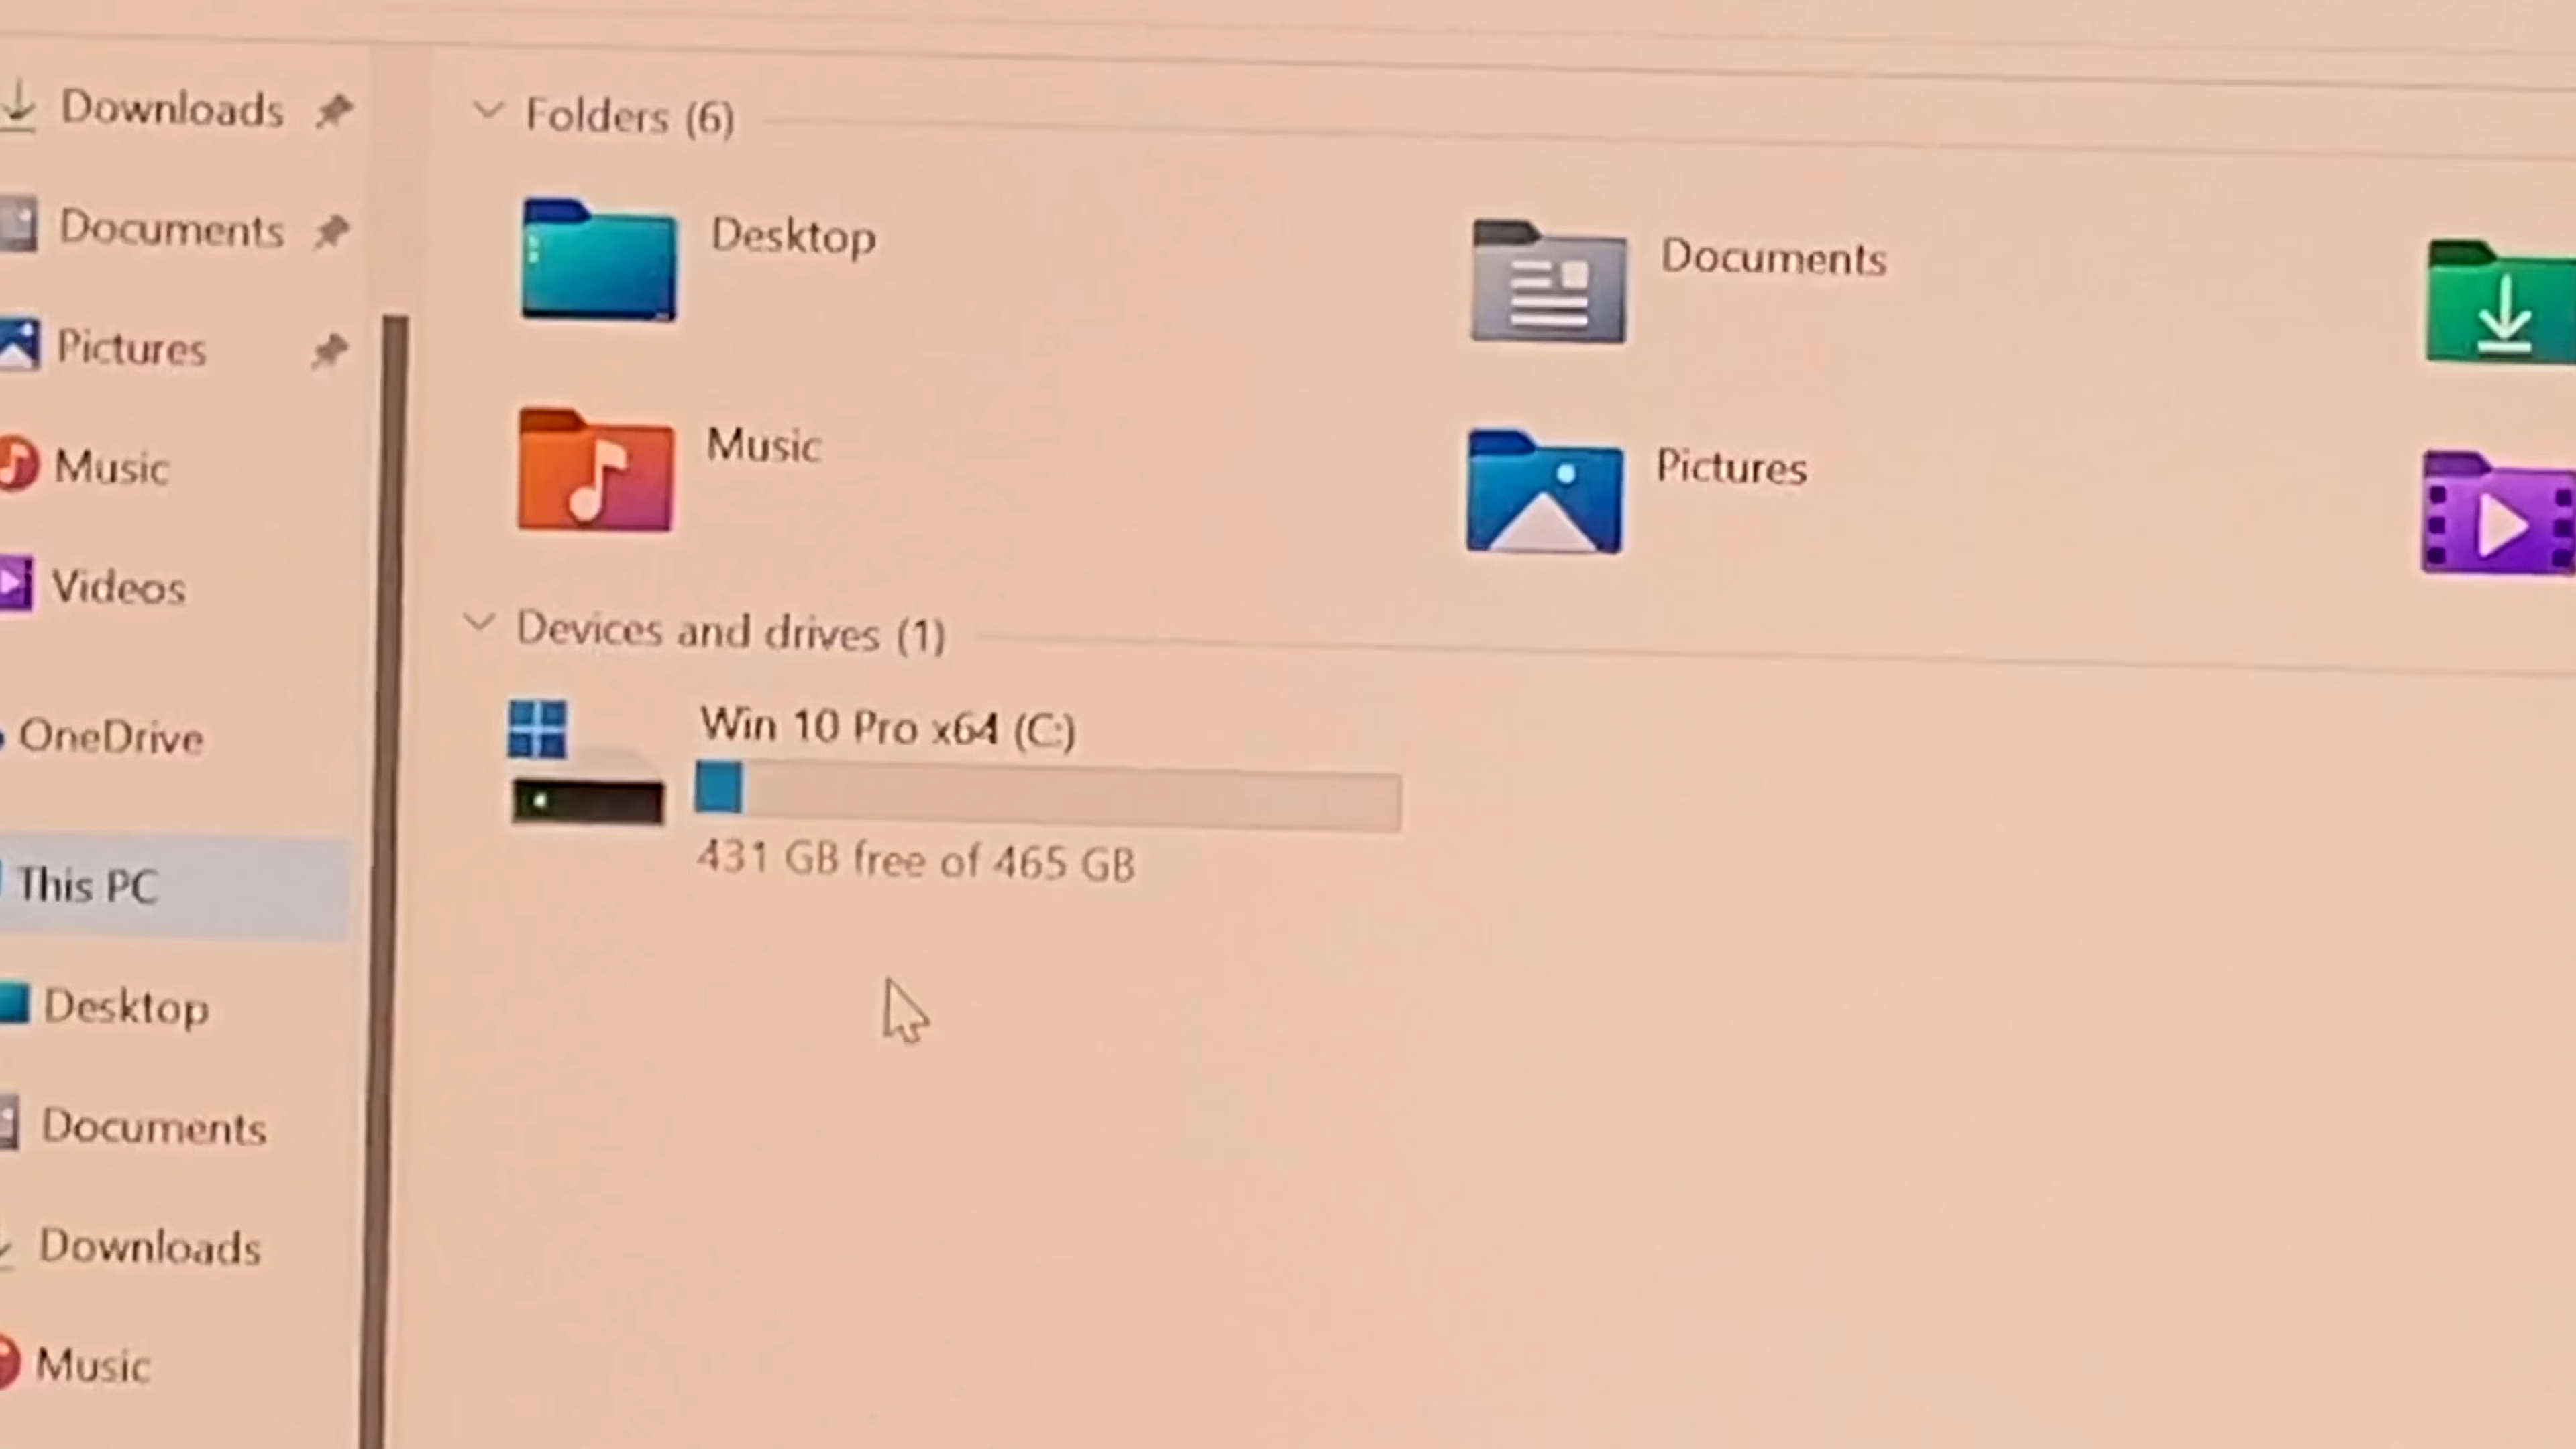 Downloads
Documents
Pictures
Music
Videos
OneDrive
This PC
Desktop
Documents
Downloads
Music
Folders (6)
Desktop
Documents
Music
Pictures
Devices and drives (1)
Win 10 Pro x64 (C:)
431 GB free of 465 GB